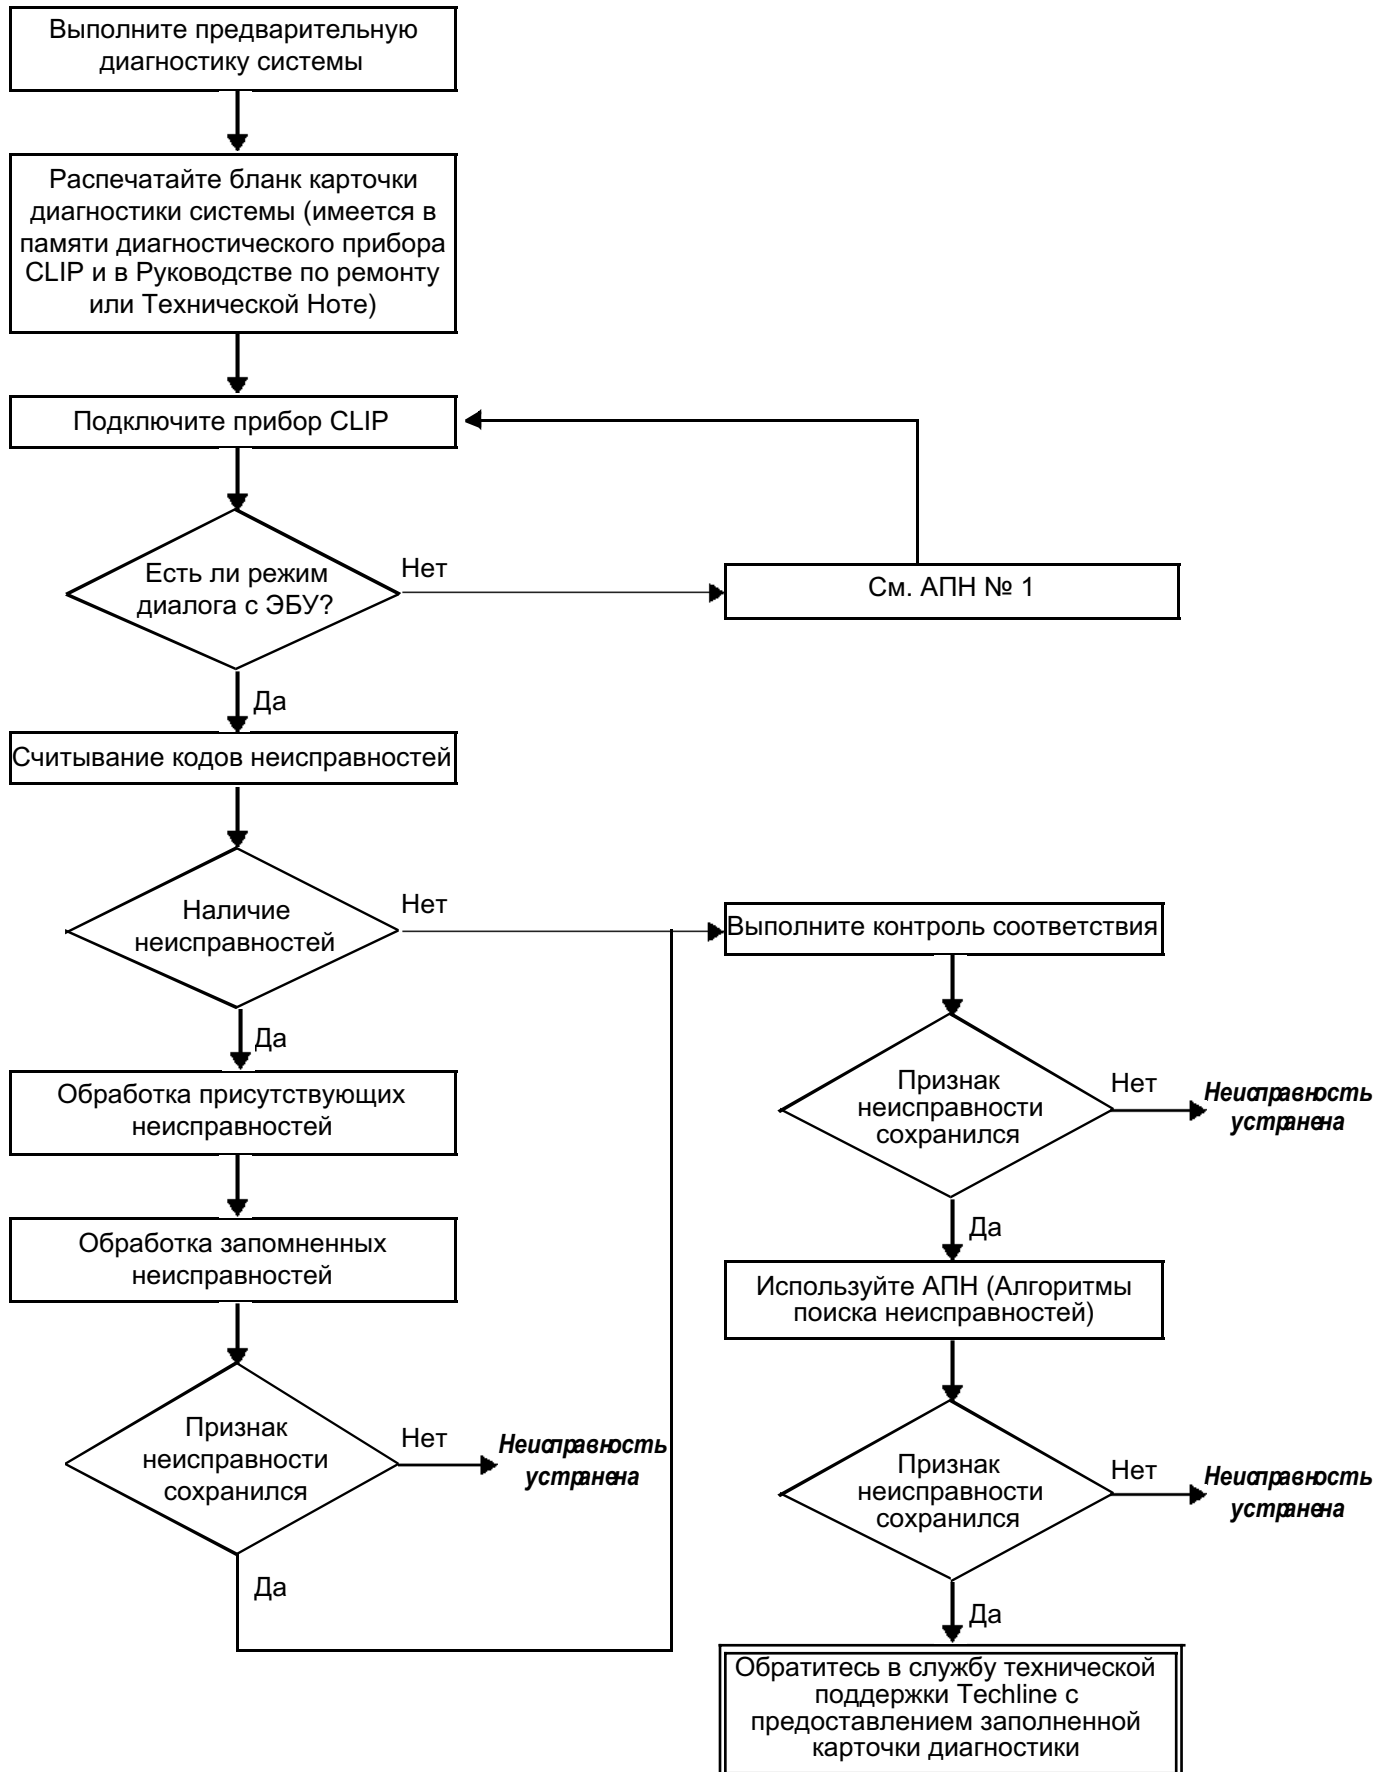 Выполните предварительную
диагностику системы
Распечатайте бланк карточки
диагностики системы (имеется в
памяти диагностического прибора
CLIP и в Руководстве по ремонту
или Технической Ноте)
Подключите прибор CLIP
Есть ли режим
диалога с ЭБУ?
Нет
См. АПН № 1
Да
Считывание кодов неисправностей
Наличие
неисправностей
Нет
Выполните контроль соответствия
Да
Обработка присутствующих
неисправностей
Обработка запомненных
неисправностей
Признак
неисправности
сохранился
Нет
Неисправность
устранена
Да
Признак
неисправности
сохранился
Нет
Неисправность
устранена
Да
Используйте АПН (Алгоритмы
поиска неисправностей)
Признак
неисправности
сохранился
Нет
Неисправность
устранена
Да
Обратитесь в службу технической
поддержки Techline с
предоставлением заполненной
карточки диагностики